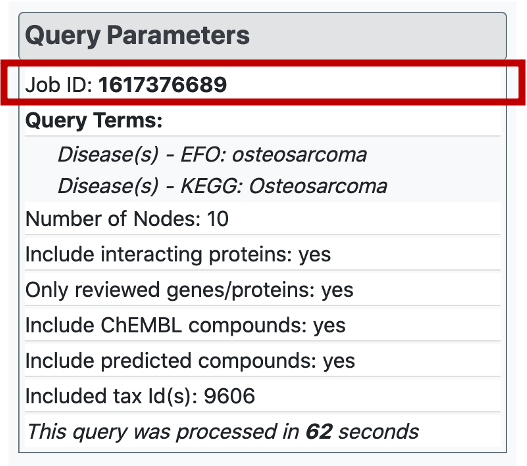 Query Parameters
Job ID: 1617376689
Query Terms:
Disease(s) - EFO: osteosarcoma
Disease(s) - KEGG: Osteosarcoma
Number of Nodes: 10
Include interacting proteins: yes
Only reviewed genes/proteins: yes
Include ChEMBL compounds: yes
Include predicted compounds: yes
Included tax Id(s): 9606
This query was processed in 62 seconds